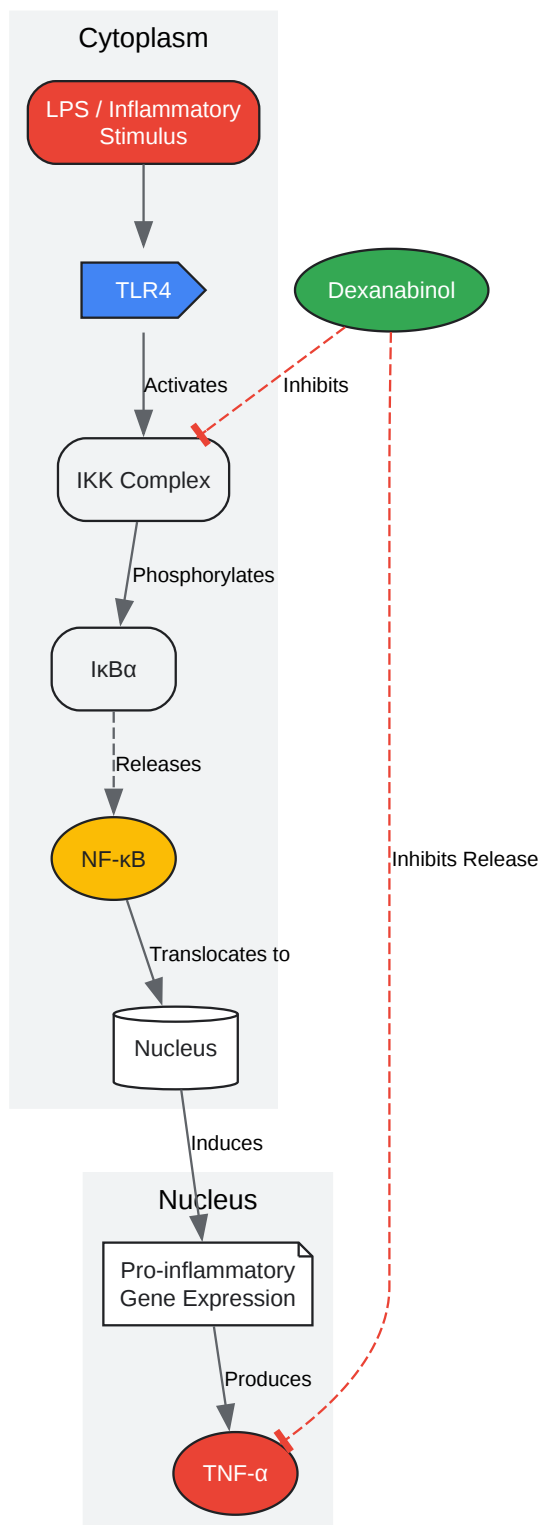 Cytoplasm
LPS / Inflammatory
Stimulus
TLR4
Dexanabinol
Activates
Inhibits
IKK Complex
Phosphorylates
IκBα
Releases
NF-κB
Inhibits Release
Translocates to
Nucleus
Induces
Nucleus
Pro-inflammatory
Gene Expression
Produces
TNF-α